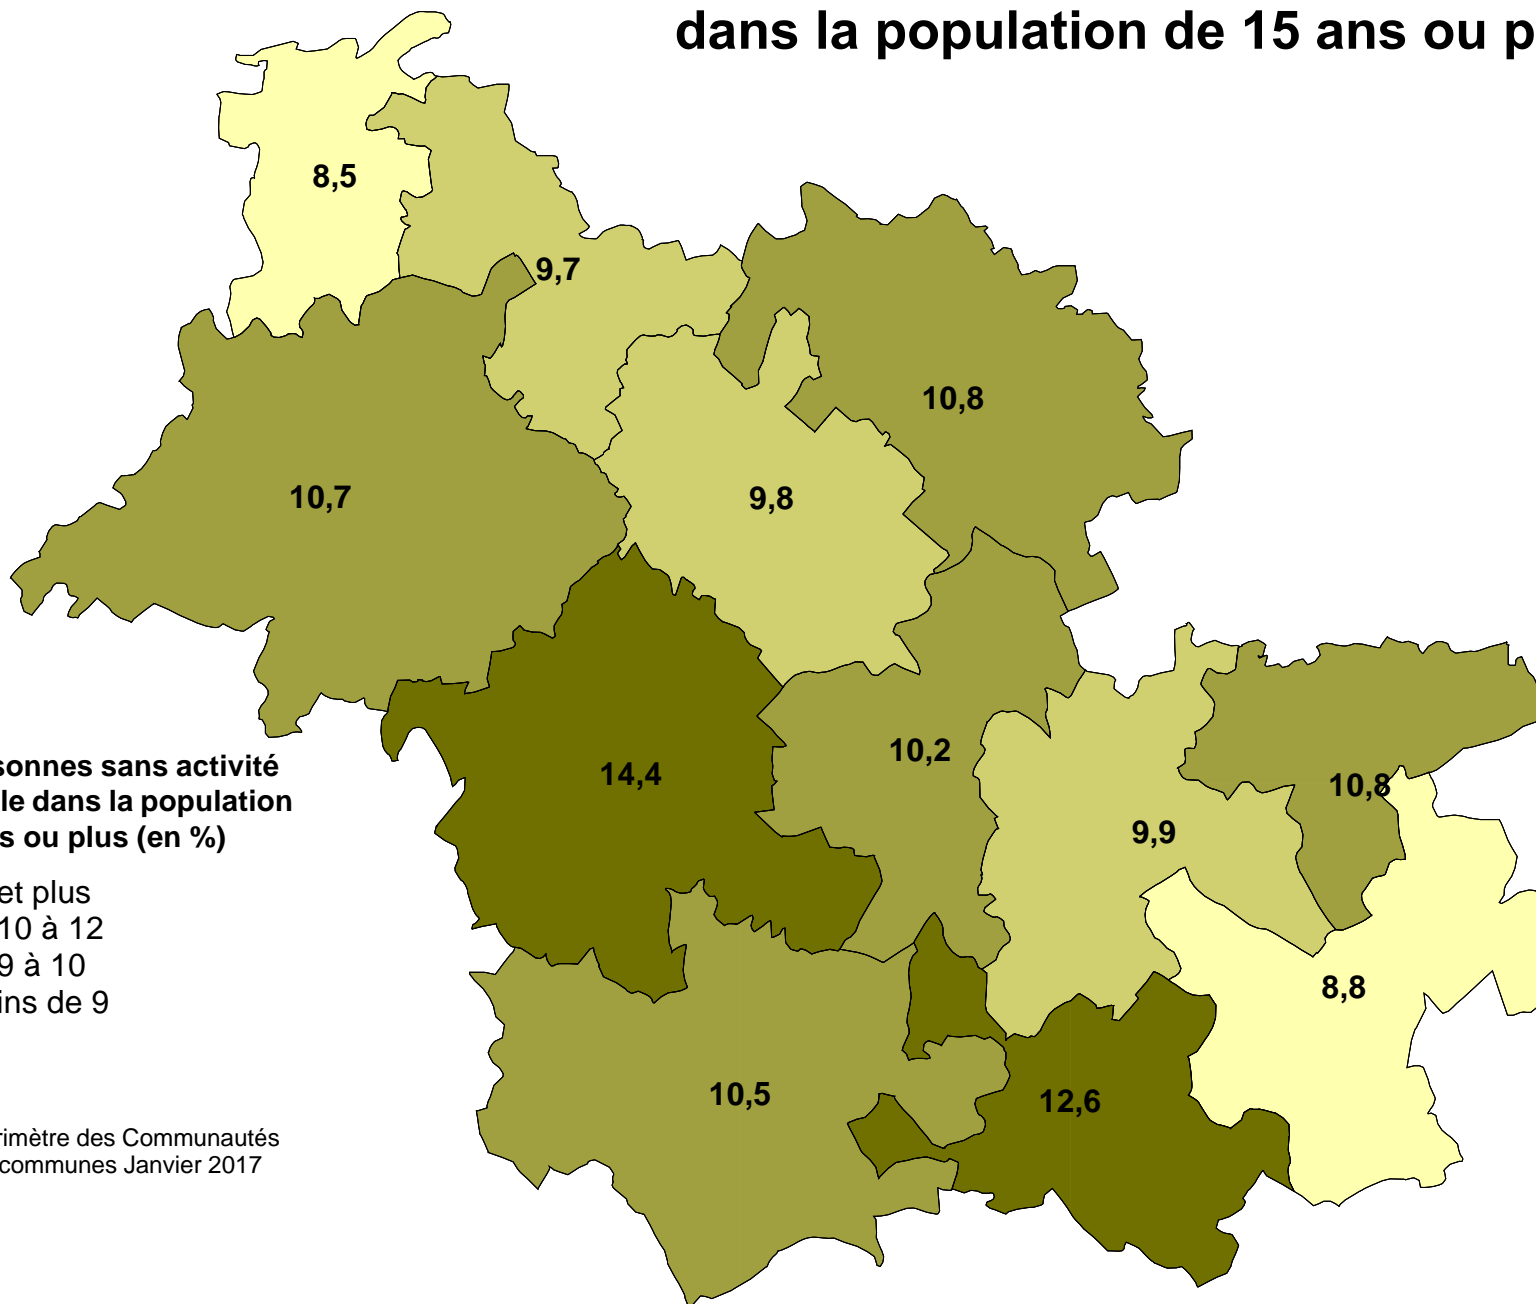 dans la population de 15 ans ou p
8,5
9,7
10,8
10,7
9,8
10,2
14,4
10,8
9,9
8,8
10,5
12,6
sonnes sans activité
le dans la population
s ou plus (en %)
et plus
10 à 12
9 à 10
ins de 9
rimètre des Communautés
communes Janvier 2017